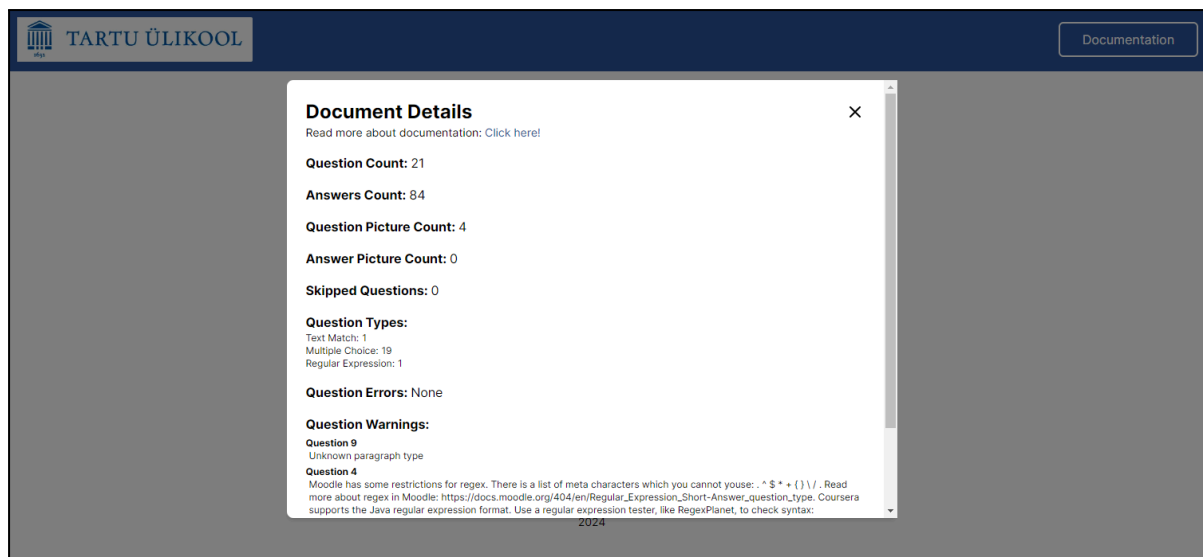 TARTU ÜLIKOOL
1632
Documentation
Document Details
Read more about documentation: Click here!
Question Count: 21
Answers Count: 84
Question Picture Count: 4
Answer Picture Count: 0
Skipped Questions: 0
Question Types:
Text Match: 1
Multiple Choice: 19
Regular Expression: 1
Question Errors: None
Question Warnings:
Question 9
Unknown paragraph type
Question 4
Moodle has some restrictions for regex. There is a list of meta characters which you cannot youse: . ^ $ * + { } \ / . Read
more about regex in Moodle: https://docs.moodle.org/404/en/Regular_Expression_Short-Answer_question_type. Coursera
supports the Java regular expression format. Use a regular expression tester, like RegexPlanet, to check syntax:
2024